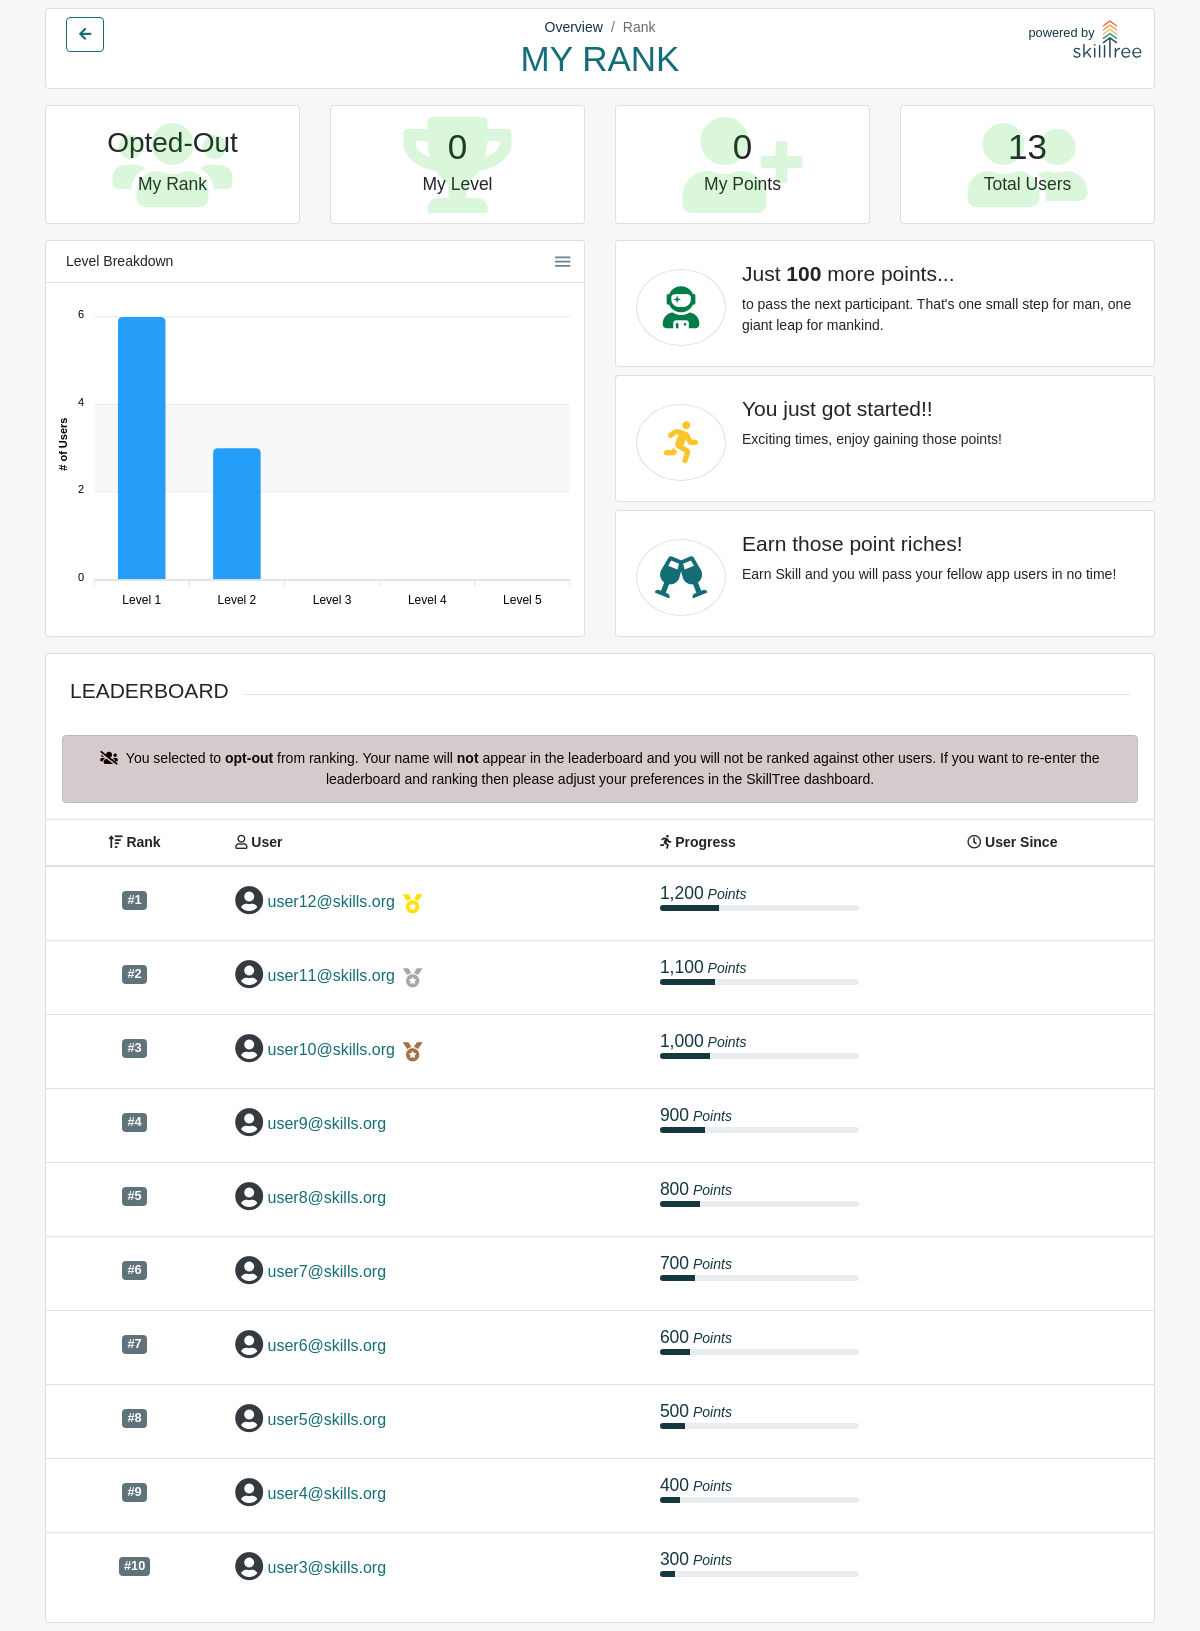 Overview / Rank
MY RANK
powered by
skilltree
Opted-Out
My Rank
0
My Level
0
My Points
13
Total Users
Level Breakdown
6
4
2
0
# of Users
Level 1 Level 2 Level 3 Level 4 Level 5
Just 100 more points...
to pass the next participant. That's one small step for man, one
giant leap for mankind.
You just got started!!
Exciting times, enjoy gaining those points!
Earn those point riches!
Earn Skill and you will pass your fellow app users in no time!
LEADERBOARD
You selected to opt-out from ranking. Your name will not appear in the leaderboard and you will not be ranked against other users. If you want to re-enter the
leaderboard and ranking then please adjust your preferences in the SkillTree dashboard.
Rank User Progress User Since
#1 user12@skills.org 1,200 Points
#2 user11@skills.org 1,100 Points
#3 user10@skills.org 1,000 Points
#4 user9@skills.org 900 Points
#5 user8@skills.org 800 Points
#6 user7@skills.org 700 Points
#7 user6@skills.org 600 Points
#8 user5@skills.org 500 Points
#9 user4@skills.org 400 Points
#10 user3@skills.org 300 Points